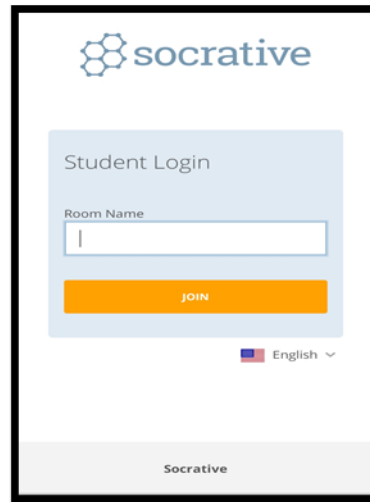 socrative
Student Login
Room Name
JOIN
English
Socrative